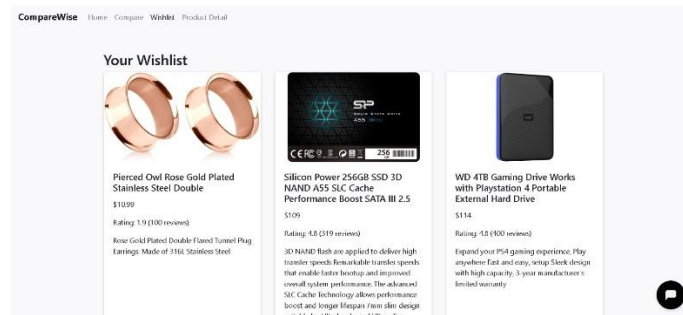 CompareWise Home Compare Wishlist Product Detail
Your Wishlist
SP
256
Pierced Owl Rose Gold Plated
Stainless Steel Double
$10.99
Rating: 1.9 (100 reviews)
Rose Gold Plated Double Flared Tunnel Plug
Earrings. Made of 316L Stainless Steel
Silicon Power 256GB SSD 3D
NAND A55 SLC Cache
Performance Boost SATA III 2.5
$109
Rating: 4.8 (319 reviews)
3D NAND flash are applied to deliver high
transfer speeds Remarkable transfer speeds
that enable faster bootup and improved
overall system performance. The advanced
SLC Cache Technology allows performance
boost and longer lifespan 7mm slim design
WD 4TB Gaming Drive Works
with Playstation 4 Portable
External Hard Drive
$114
Rating: 4.8 (400 reviews)
Expand your PS4 gaming experience, Play
anywhere Fast and easy, setup Sleek design
with high capacity, 3-year manufacturer's
limited warranty